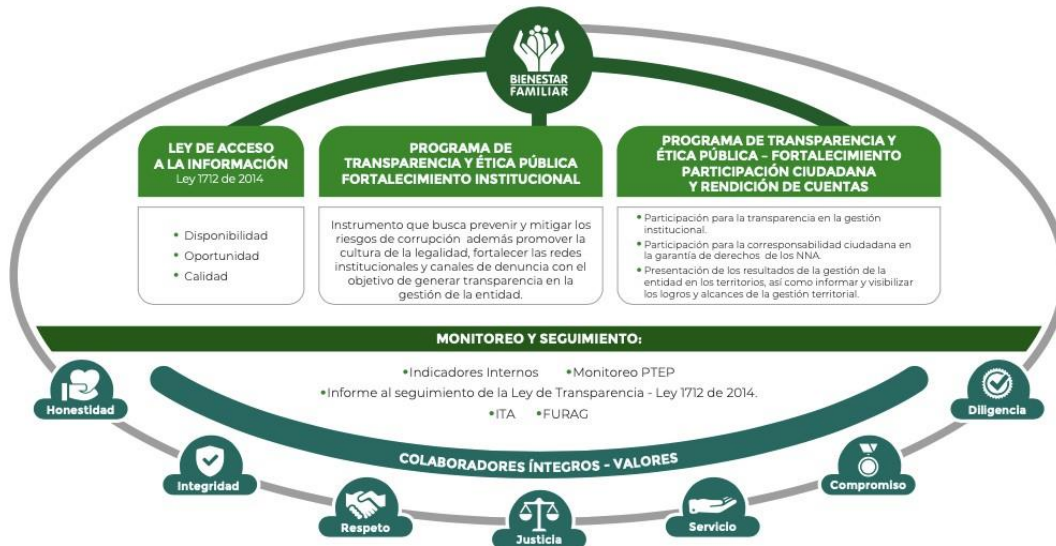 BIENESTAR
FAMILIAR
LEY DE ACCESO
A LA INFORMACIÓN
Ley 1712 de 2014
• Disponibilidad
• Oportunidad
• Calidad
PROGRAMA DE
TRANSPARENCIA Y ÉTICA PÚBLICA
FORTALECIMIENTO INSTITUCIONAL
Instrumento que busca prevenir y mitigar los
riesgos de corrupción además promover la
cultura de la legalidad, fortalecer las redes
institucionales y canales de denuncia con el
objetivo de generar transparencia en la
gestión de la entidad.
PROGRAMA DE TRANSPARENCIA Y
ÉTICA PÚBLICA – FORTALECIMIENTO
PARTICIPACIÓN CIUDADANA
Y RENDICIÓN DE CUENTAS
• Participación para la transparencia en la gestión
institucional.
• Participación para la corresponsabilidad ciudadana en
la garantía de derechos de los NNA.
• Presentación de los resultados de la gestión de la
entidad en los territorios, así como informar y visibilizar
los logros y alcances de la gestión territorial.
MONITOREO Y SEGUIMIENTO:
•Indicadores Internos •Monitoreo PTEP
•Informe al seguimiento de la Ley de Transparencia - Ley 1712 de 2014.
•ITA •FURAG
COLABORADORES ÍNTEGROS - VALORES
Honestidad
Integridad
Respeto
Justicia
Servicio
Compromiso
Diligencia